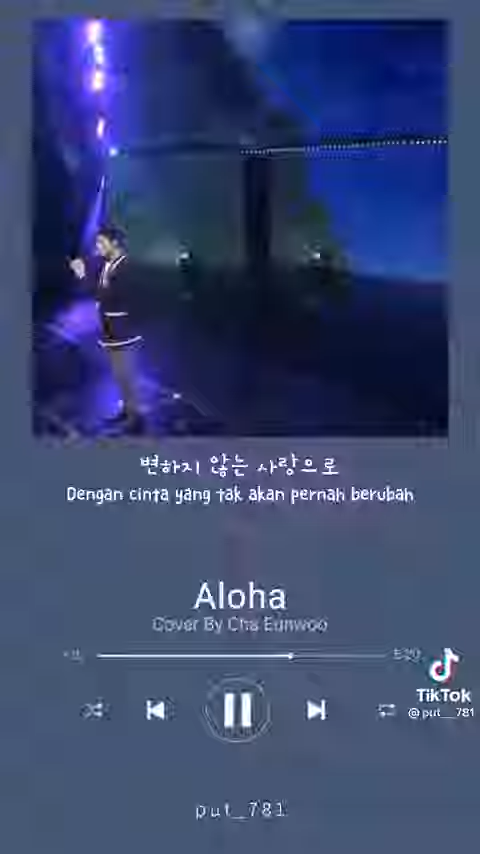 변하지 않는 사랑으로
Dengan cinta yang tak akan pernah berubah
Aloha
Cover By Cha Eunwoo
TikTok
@put__781
put_781